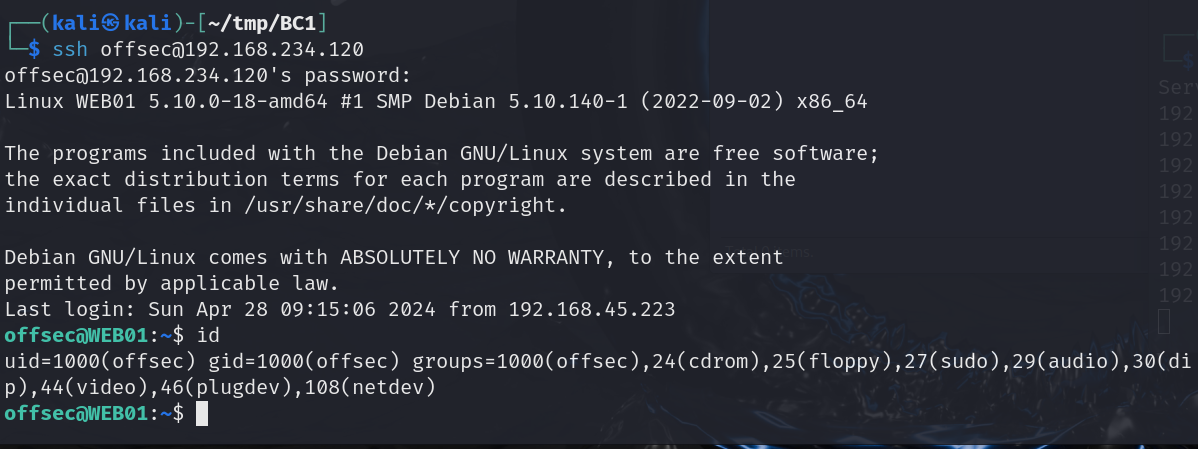 ┌──(kali㉿kali)-[~/tmp/BC1]
└─$ ssh offsec@192.168.234.120
offsec@192.168.234.120's password:
Linux WEB01 5.10.0-18-amd64 #1 SMP Debian 5.10.140-1 (2022-09-02) x86_64
The programs included with the Debian GNU/Linux system are free software;
the exact distribution terms for each program are described in the
individual files in /usr/share/doc/*/copyright.
Debian GNU/Linux comes with ABSOLUTELY NO WARRANTY, to the extent
permitted by applicable law.
Last login: Sun Apr 28 09:15:06 2024 from 192.168.45.223
offsec@WEB01:~$ id
uid=1000(offsec) gid=1000(offsec) groups=1000(offsec),24(cdrom),25(floppy),27(sudo),29(audio),30(di
p),44(video),46(plugdev),108(netdev)
offsec@WEB01:~$
$
Ser
192
192
192
192
192
192
192
192